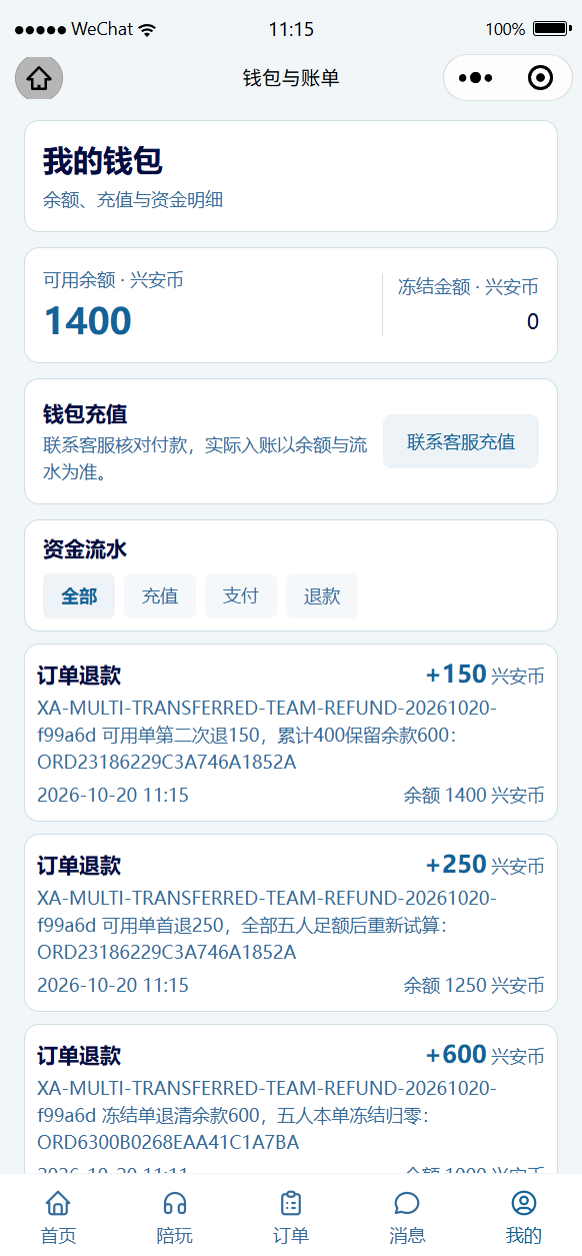 WeChat 11:15 100%
钱包与账单
我的钱包
余额、充值与资金明细
可用余额 · 兴安币
冻结金额 · 兴安币
1400
0
钱包充值
联系客服核对付款，实际入账以余额与流
水为准。
联系客服充值
资金流水
全部 充值 支付 退款
订单退款 +150 兴安币
XA-MULTI-TRANSFERRED-TEAM-REFUND-20261020-
f99a6d 可用单第二次退150，累计400保留余款600：
ORD23186229C3A746A1852A
2026-10-20 11:15 余额 1400 兴安币
订单退款 +250 兴安币
XA-MULTI-TRANSFERRED-TEAM-REFUND-20261020-
f99a6d 可用单首退250，全部五人足额后重新试算：
ORD23186229C3A746A1852A
2026-10-20 11:15 余额 1250 兴安币
订单退款 +600 兴安币
XA-MULTI-TRANSFERRED-TEAM-REFUND-20261020-
f99a6d 冻结单退清余款600，五人本单冻结归零：
ORD6300B0268EAA41C1A7BA
2026-10-20 11:11 余额 1000 兴安币
首页 陪玩 订单 消息 我的